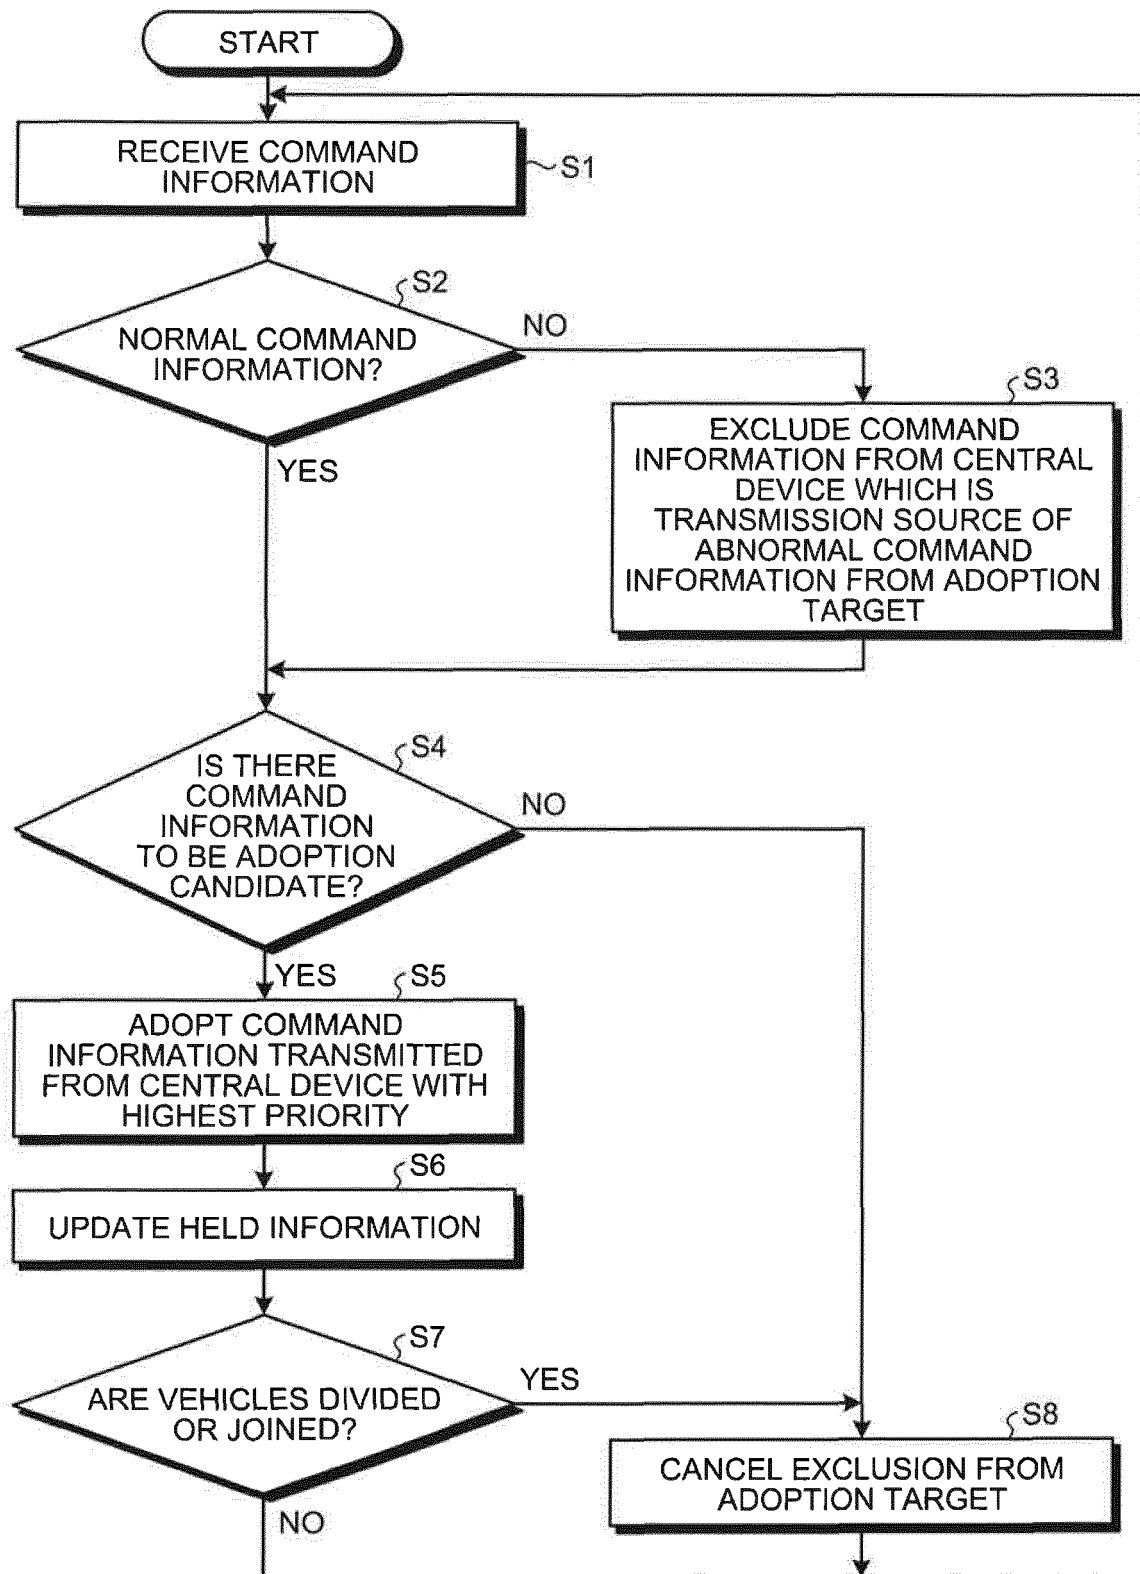 START
RECEIVE COMMAND
INFORMATION
S1
S2
NORMAL COMMAND
INFORMATION?
NO
YES
S3
EXCLUDE COMMAND
INFORMATION FROM CENTRAL
DEVICE WHICH IS
TRANSMISSION SOURCE OF
ABNORMAL COMMAND
INFORMATION FROM ADOPTION
TARGET
S4
IS THERE
COMMAND
INFORMATION
TO BE ADOPTION
CANDIDATE?
NO
YES
S5
ADOPT COMMAND
INFORMATION TRANSMITTED
FROM CENTRAL DEVICE WITH
HIGHEST PRIORITY
S6
UPDATE HELD INFORMATION
S7
ARE VEHICLES DIVIDED
OR JOINED?
YES
NO
S8
CANCEL EXCLUSION FROM
ADOPTION TARGET